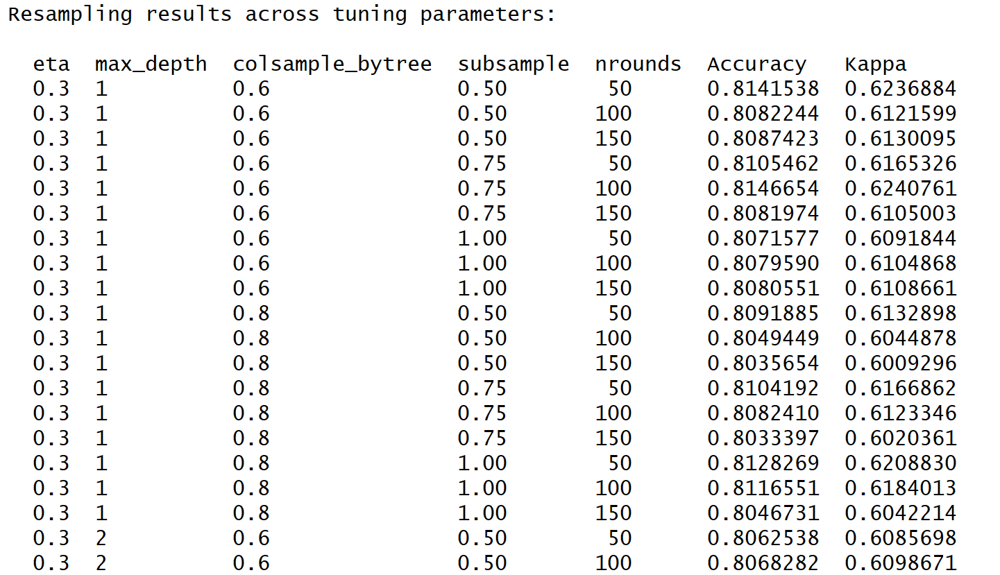 Resampling results across tuning parameters:
eta max_depth colsample_bytree subsample nrounds Accuracy Kappa
0.3 1 0.6 0.50 50 0.8141538 0.6236884
0.3 1 0.6 0.50 100 0.8082244 0.6121599
0.3 1 0.6 0.50 150 0.8087423 0.6130095
0.3 1 0.6 0.75 50 0.8105462 0.6165326
0.3 1 0.6 0.75 100 0.8146654 0.6240761
0.3 1 0.6 0.75 150 0.8081974 0.6105003
0.3 1 0.6 1.00 50 0.8071577 0.6091844
0.3 1 0.6 1.00 100 0.8079590 0.6104868
0.3 1 0.6 1.00 150 0.8080551 0.6108661
0.3 1 0.8 0.50 50 0.8091885 0.6132898
0.3 1 0.8 0.50 100 0.8049449 0.6044878
0.3 1 0.8 0.50 150 0.8035654 0.6009296
0.3 1 0.8 0.75 50 0.8104192 0.6166862
0.3 1 0.8 0.75 100 0.8082410 0.6123346
0.3 1 0.8 0.75 150 0.8033397 0.6020361
0.3 1 0.8 1.00 50 0.8128269 0.6208830
0.3 1 0.8 1.00 100 0.8116551 0.6184013
0.3 1 0.8 1.00 150 0.8046731 0.6042214
0.3 2 0.6 0.50 50 0.8062538 0.6085698
0.3 2 0.6 0.50 100 0.8068282 0.6098671